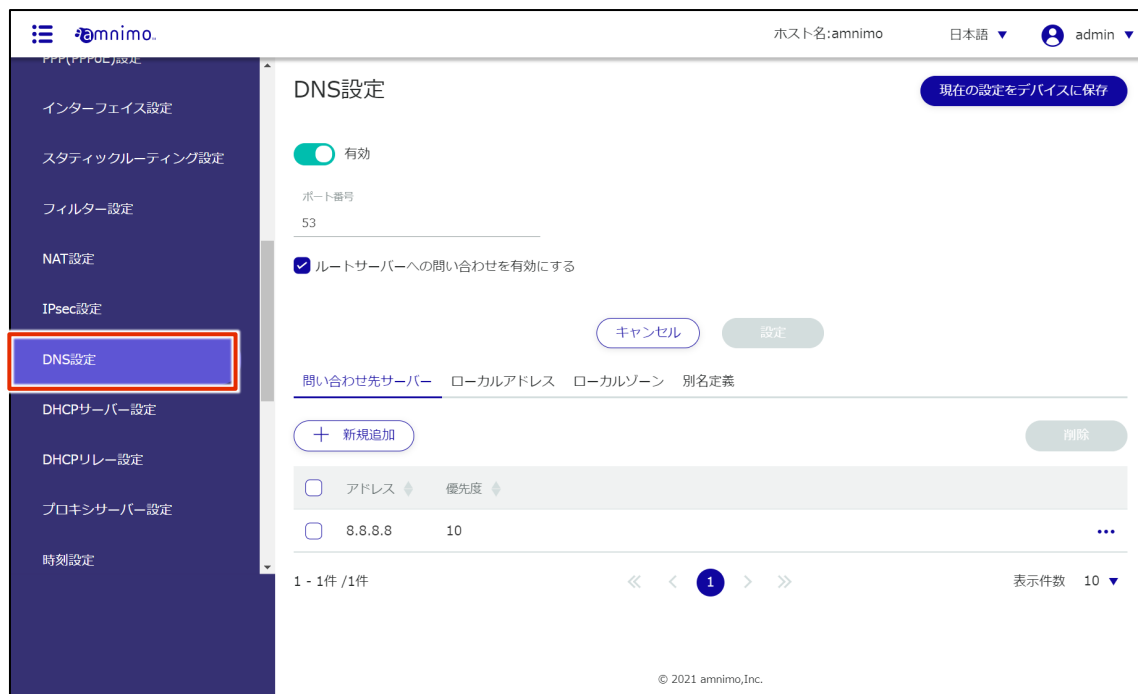 amnimo
ホスト名:amnimo
日本語
admin
PPP(PPPoE)設定
インターフェイス設定
スタティックルーティング設定
フィルター設定
NAT設定
IPsec設定
DNS設定
DHCPサーバー設定
DHCPリレー設定
プロキシサーバー設定
時刻設定
DNS設定
現在の設定をデバイスに保存
有効
ポート番号
53
ルートサーバーへの問い合わせを有効にする
キャンセル 設定
問い合わせ先サーバー ローカルアドレス ローカルゾーン 別名定義
+ 新規追加 削除
アドレス 優先度
8.8.8.8 10 •••
1 - 1件 /1件 « < 1 > » 表示件数 10
© 2021 amnimo,Inc.